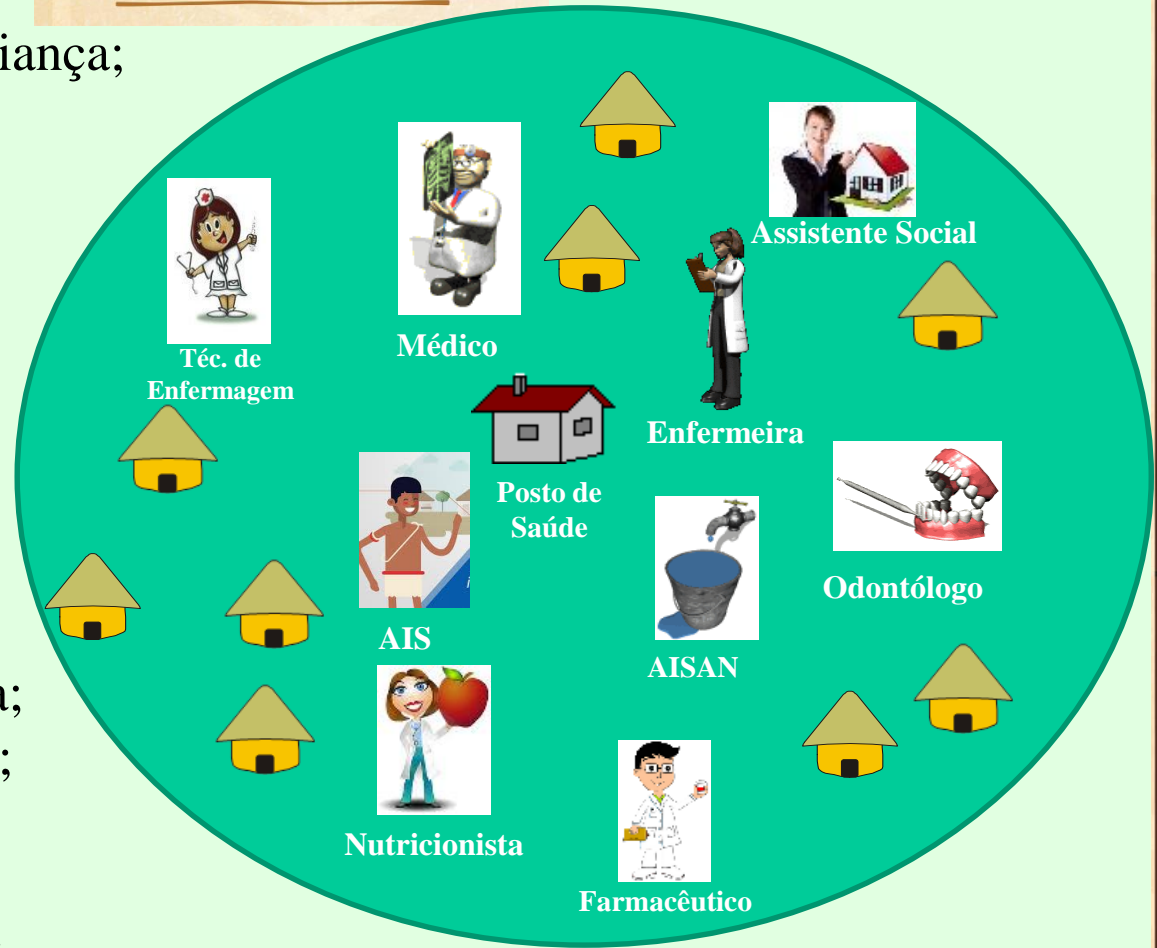 iança;
Assistente Social
Médico
Téc. de
Enfermagem
Enfermeira
Posto de
Saúde
Odontólogo
AIS
AISAN
a;
;
Nutricionista
Farmacêutico